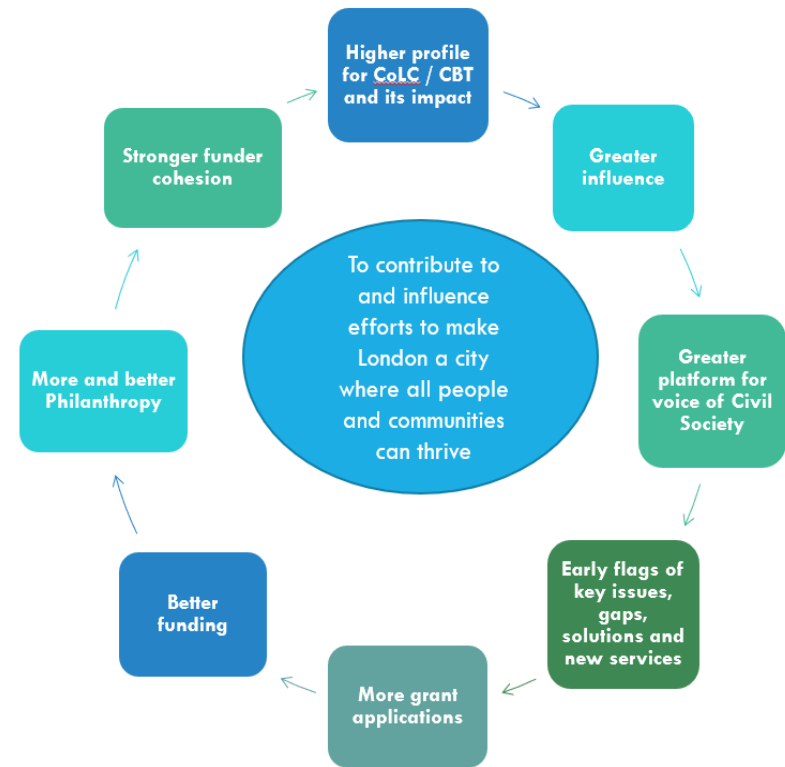 Higher profile
for CoLC / CBT
and its impact
Greater
influence
Greater
platform for
voice of Civil
Society
Early flags of
key issues,
gaps,
solutions and
new services
More grant
applications
Better
funding
More and better
Philanthropy
Stronger funder
cohesion
To contribute to
and influence
efforts to make
London a city
where all people
and communities
can thrive